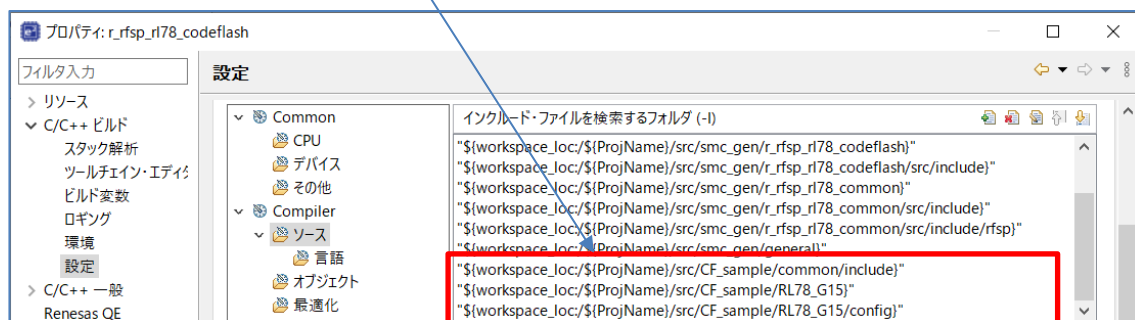 プロパティ: r_rfsp_rl78_codeflash
フィルタ入力
設定
リソース
C/C++ ビルド
スタック解析
ツールチェイン・エディタ
ビルド変数
ロギング
環境
設定
C/C++ 一般
Renesas QE
Common
CPU
デバイス
その他
Compiler
ソース
言語
オブジェクト
最適化
インクルード・ファイルを検索するフォルダ (-I)
"${workspace_loc:/${ProjName}/src/smc_gen/r_rfsp_rl78_codeflash}"
"${workspace_loc:/${ProjName}/src/smc_gen/r_rfsp_rl78_codeflash/src/include}"
"${workspace_loc:/${ProjName}/src/smc_gen/r_rfsp_rl78_common}"
"${workspace_loc:/${ProjName}/src/smc_gen/r_rfsp_rl78_common/src/include}"
"${workspace_loc:/${ProjName}/src/smc_gen/r_rfsp_rl78_common/src/include/rfsp}"
"${workspace_loc:/${ProjName}/src/smc_gen/general}"
"${workspace_loc:/${ProjName}/src/CF_sample/common/include}"
"${workspace_loc:/${ProjName}/src/CF_sample/RL78_G15}"
"${workspace_loc:/${ProjName}/src/CF_sample/RL78_G15/config}"